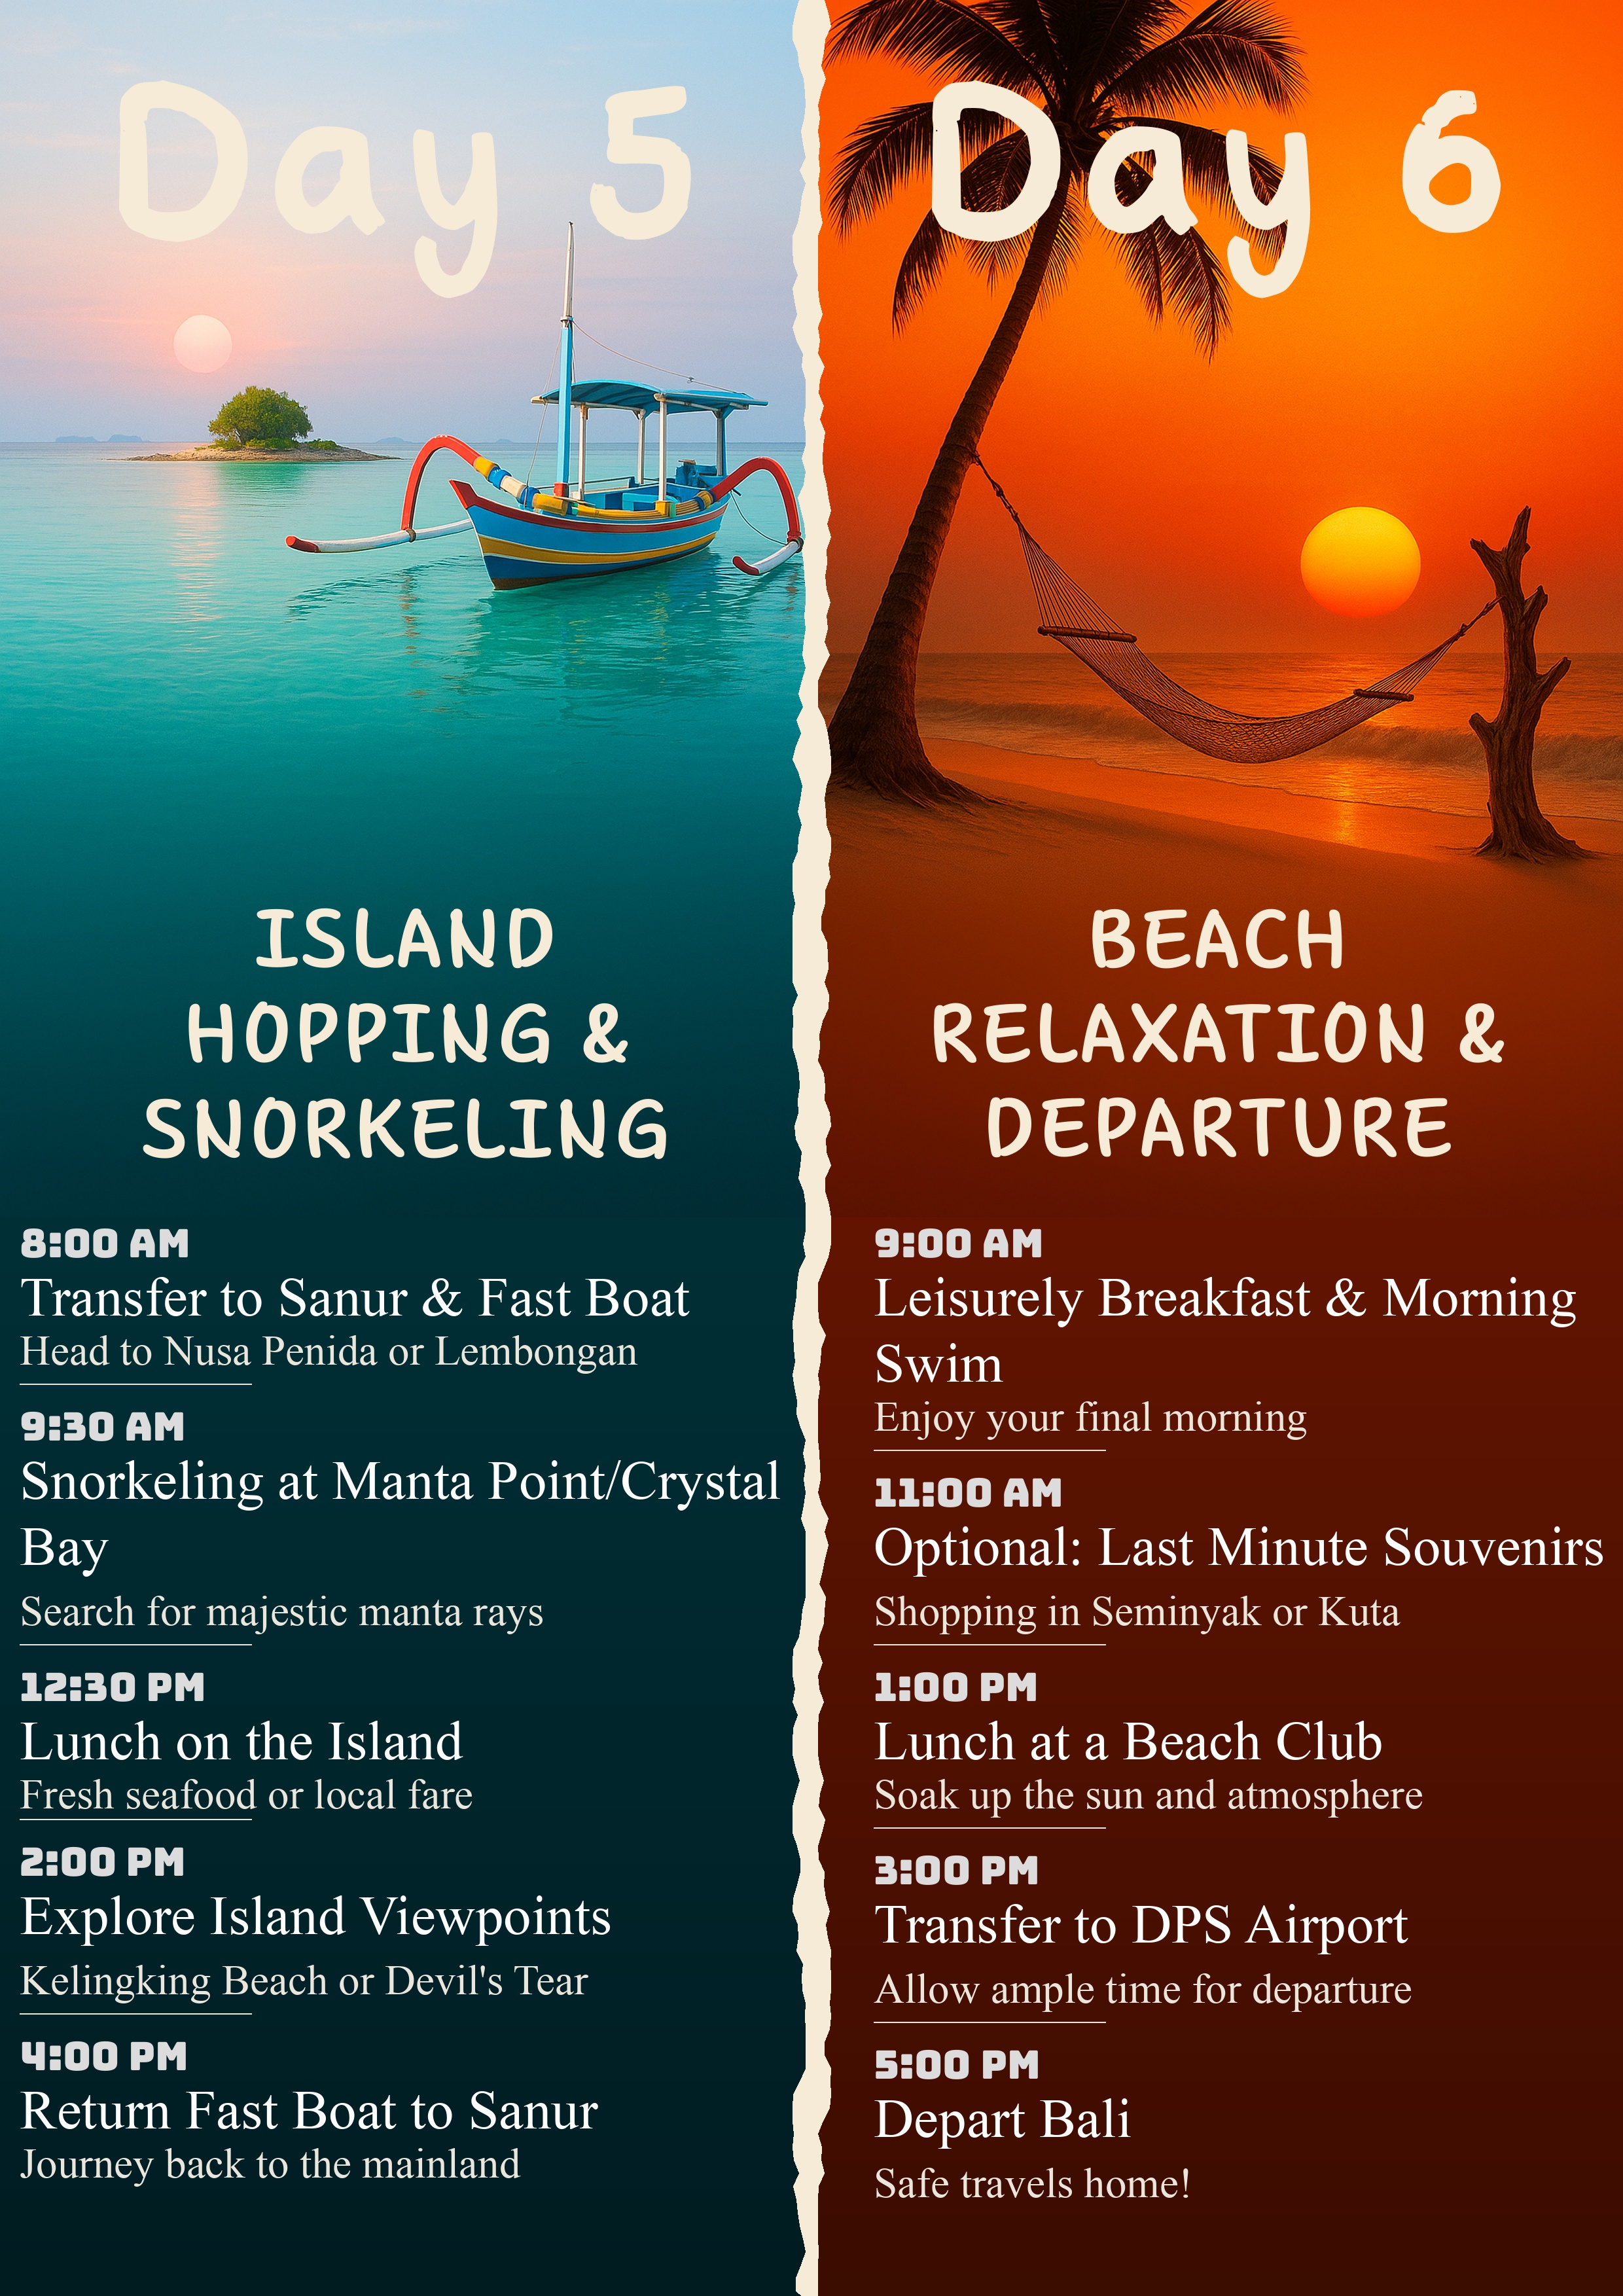 Day 5
ISLAND
HOPPING &
SNORKELING
8:00 AM
Transfer to Sanur & Fast Boat
Head to Nusa Penida or Lembongan
9:30 AM
Snorkeling at Manta Point/Crystal
Bay
Search for majestic manta rays
12:30 PM
Lunch on the Island
Fresh seafood or local fare
2:00 PM
Explore Island Viewpoints
Kelingking Beach or Devil's Tear
4:00 PM
Return Fast Boat to Sanur
Journey back to the mainland
Day 6
BEACH
RELAXATION &
DEPARTURE
9:00 AM
Leisurely Breakfast & Morning
Swim
Enjoy your final morning
11:00 AM
Optional: Last Minute Souvenirs
Shopping in Seminyak or Kuta
1:00 PM
Lunch at a Beach Club
Soak up the sun and atmosphere
3:00 PM
Transfer to DPS Airport
Allow ample time for departure
5:00 PM
Depart Bali
Safe travels home!